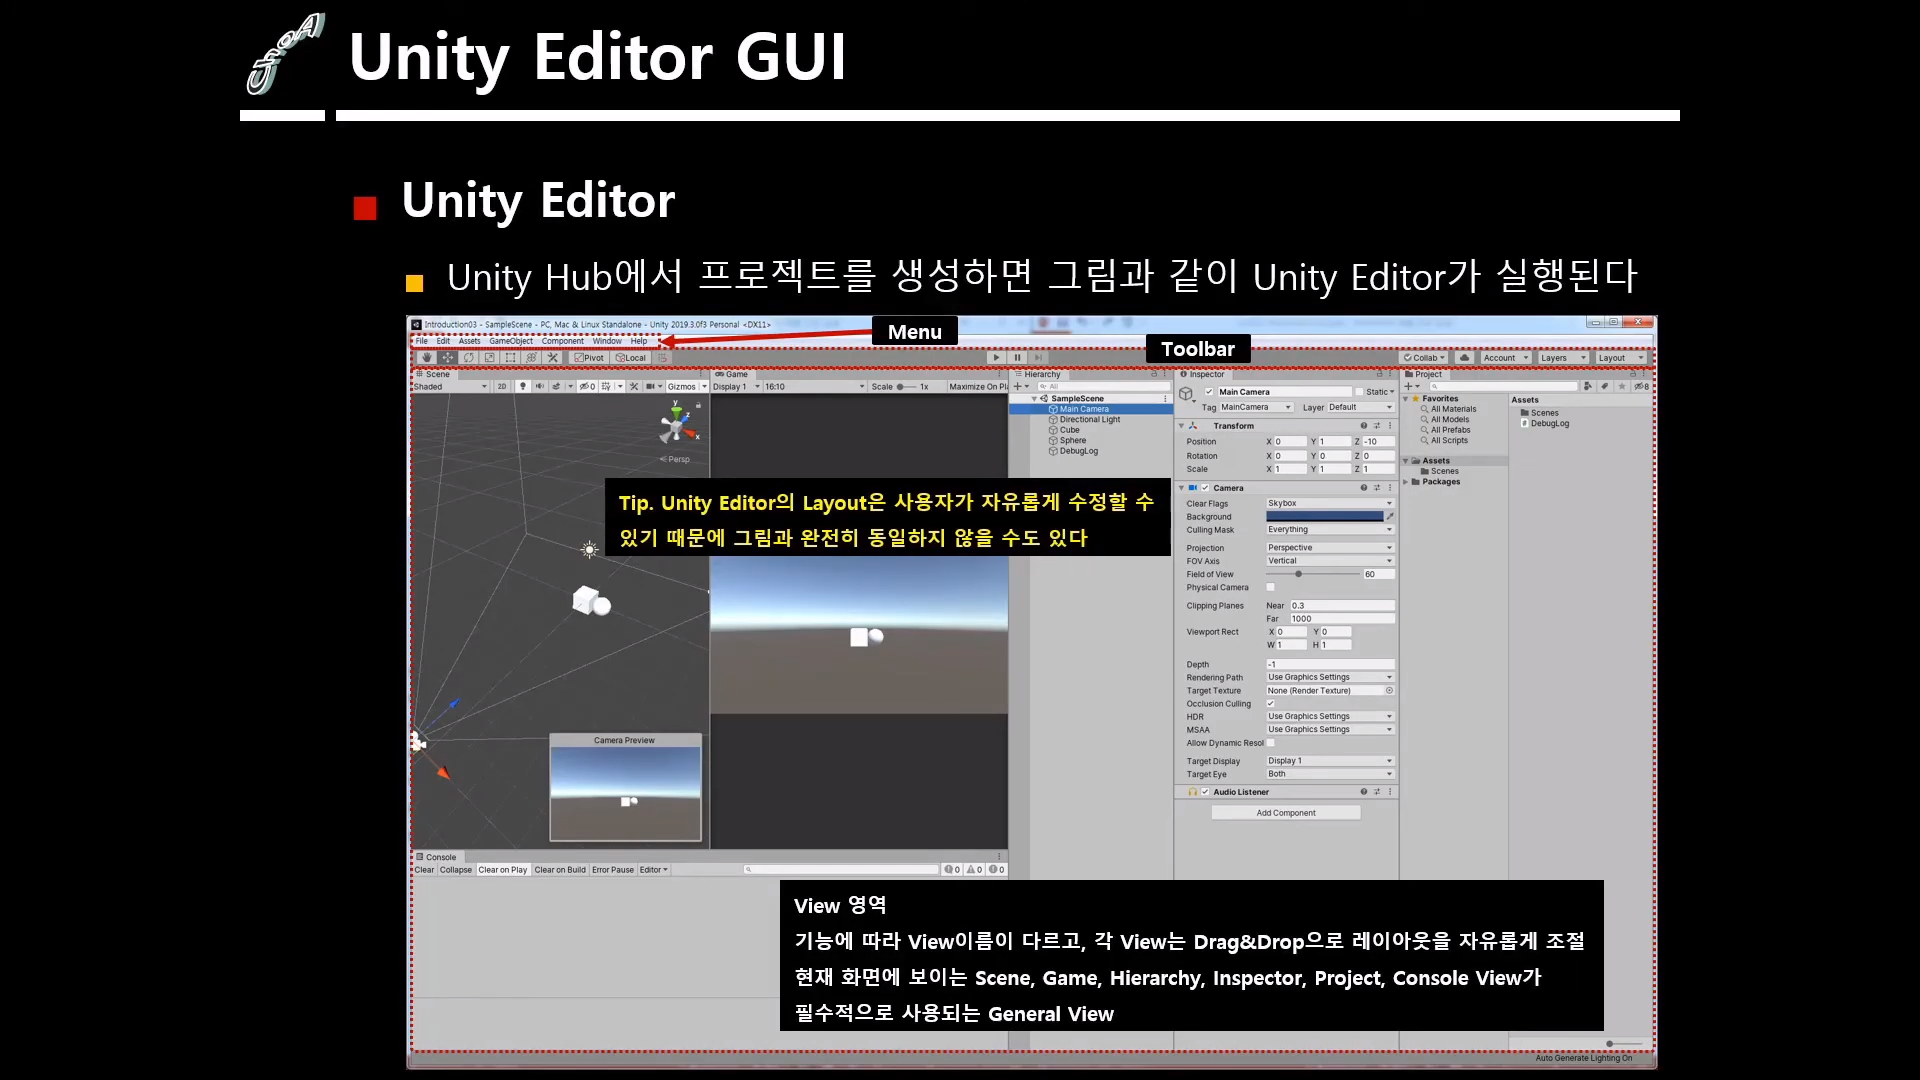 Unity Editor GUI
Unity Editor
Unity Hub에서 프로젝트를 생성하면 그림과 같이 Unity Editor가 실행된다
Introduction03 - SampleScene - PC, Mac & Linux Standalone - Unity 2019.3.0f3 Personal <DX11>
Menu
File Edit Assets GameObject Component Window Help
Toolbar
Pivot Local
Collab Account Layers Layout
Scene
Shaded 2D 0 Gizmos
y z x
Persp
Game
Display 1 16:10 Scale 1x Maximize On Pl
Hierarchy
All
SampleScene
Main Camera
Directional Light
Cube
Sphere
DebugLog
Inspector
Main Camera Static
Tag MainCamera Layer Default
Transform
Position X 0 Y 1 Z -10
Rotation X 0 Y 0 Z 0
Scale X 1 Y 1 Z 1
Camera
Clear Flags Skybox
Background
Culling Mask Everything
Projection Perspective
FOV Axis Vertical
Field of View 60
Physical Camera
Clipping Planes Near 0.3
Far 1000
Viewport Rect X 0 Y 0
W 1 H 1
Depth -1
Rendering Path Use Graphics Settings
Target Texture None (Render Texture)
Occlusion Culling
HDR Use Graphics Settings
MSAA Use Graphics Settings
Allow Dynamic Resol
Target Display Display 1
Target Eye Both
Audio Listener
Add Component
Project
8
Favorites
All Materials
All Models
All Prefabs
All Scripts
Assets
Scenes
Packages
Assets
Scenes
DebugLog
Tip. Unity Editor의 Layout은 사용자가 자유롭게 수정할 수
있기 때문에 그림과 완전히 동일하지 않을 수도 있다
Camera Preview
Console
Clear Collapse Clear on Play Clear on Build Error Pause Editor 0 0 0
View 영역
기능에 따라 View이름이 다르고, 각 View는 Drag&Drop으로 레이아웃을 자유롭게 조절
현재 화면에 보이는 Scene, Game, Hierarchy, Inspector, Project, Console View가
필수적으로 사용되는 General View
Auto Generate Lighting On